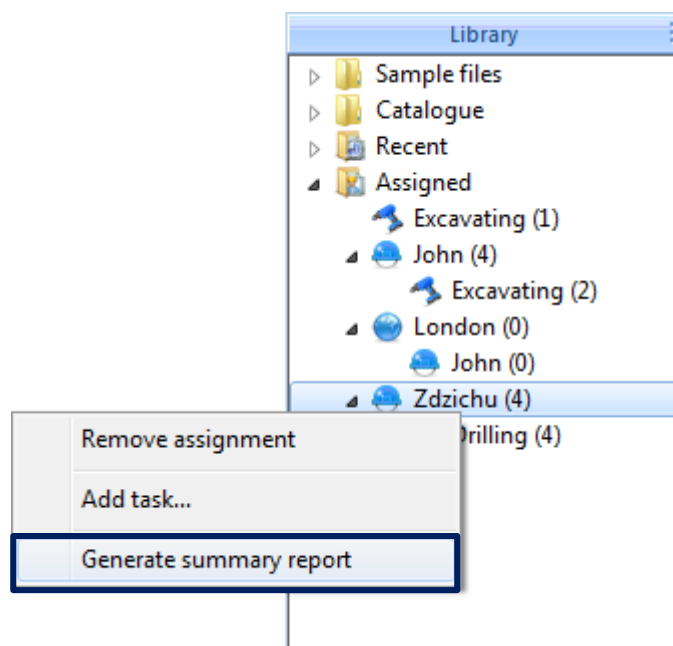 Library
Sample files
Catalogue
Recent
Assigned
Excavating (1)
John (4)
Excavating (2)
London (0)
John (0)
Zdzichu (4)
Drilling (4)
Remove assignment
Add task...
Generate summary report